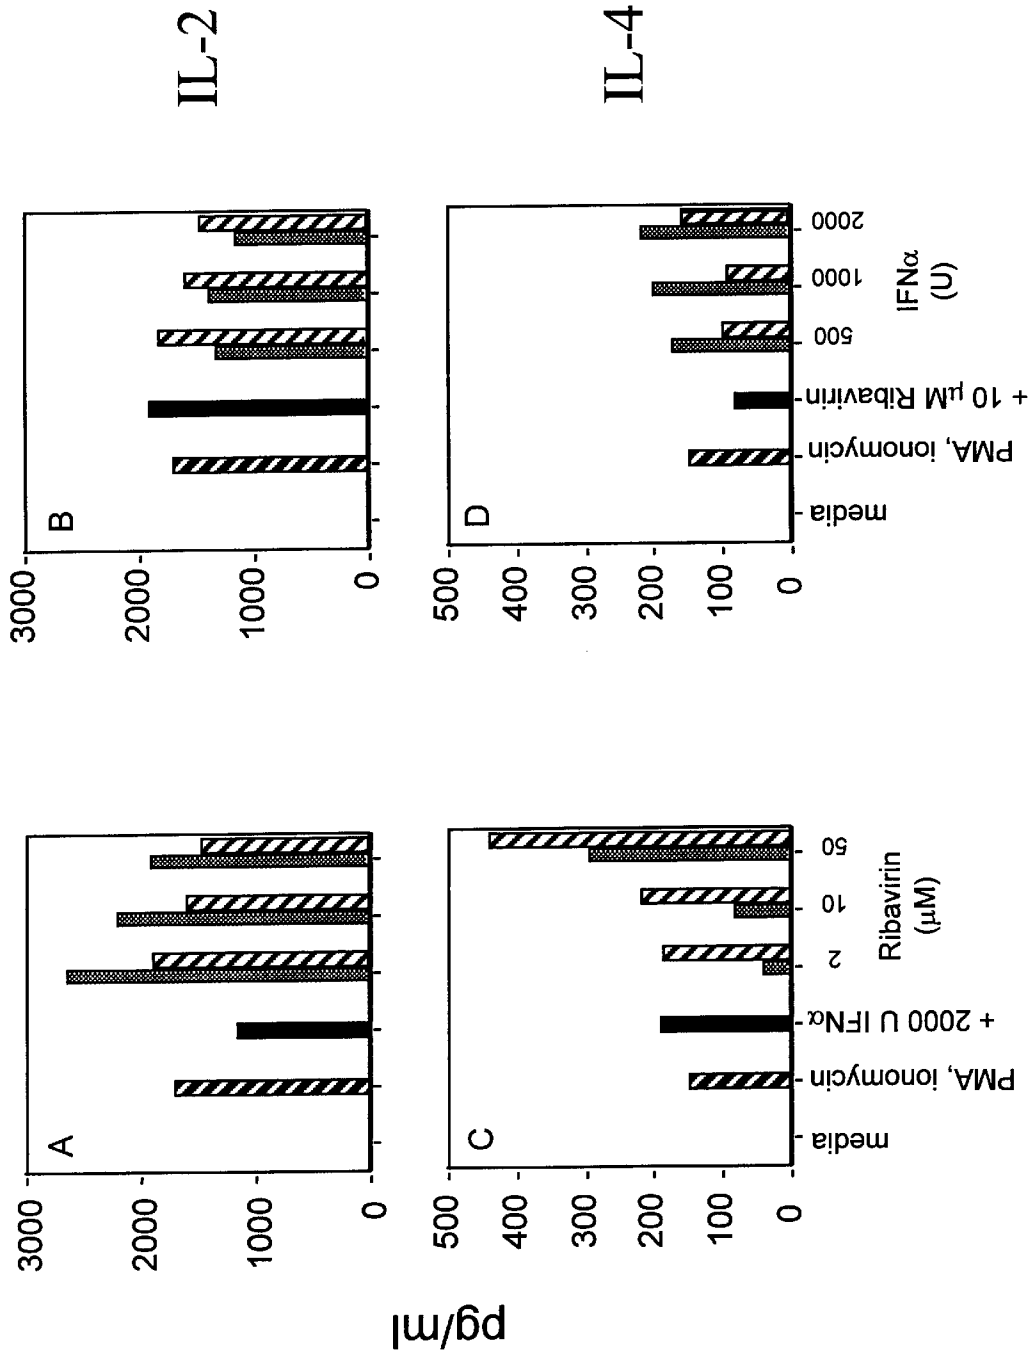 pg/ml
A
3000
2000
1000
0
B
3000
2000
1000
0
IL-2
C
500
400
300
200
100
0
media
PMA, ionomycin
+ 2000 U IFNα
2
10
50
Ribavirin
(μM)
D
500
400
300
200
100
0
media
PMA, ionomycin
+ 10 μM Ribavirin
500
1000
2000
IFNα
(U)
IL-4